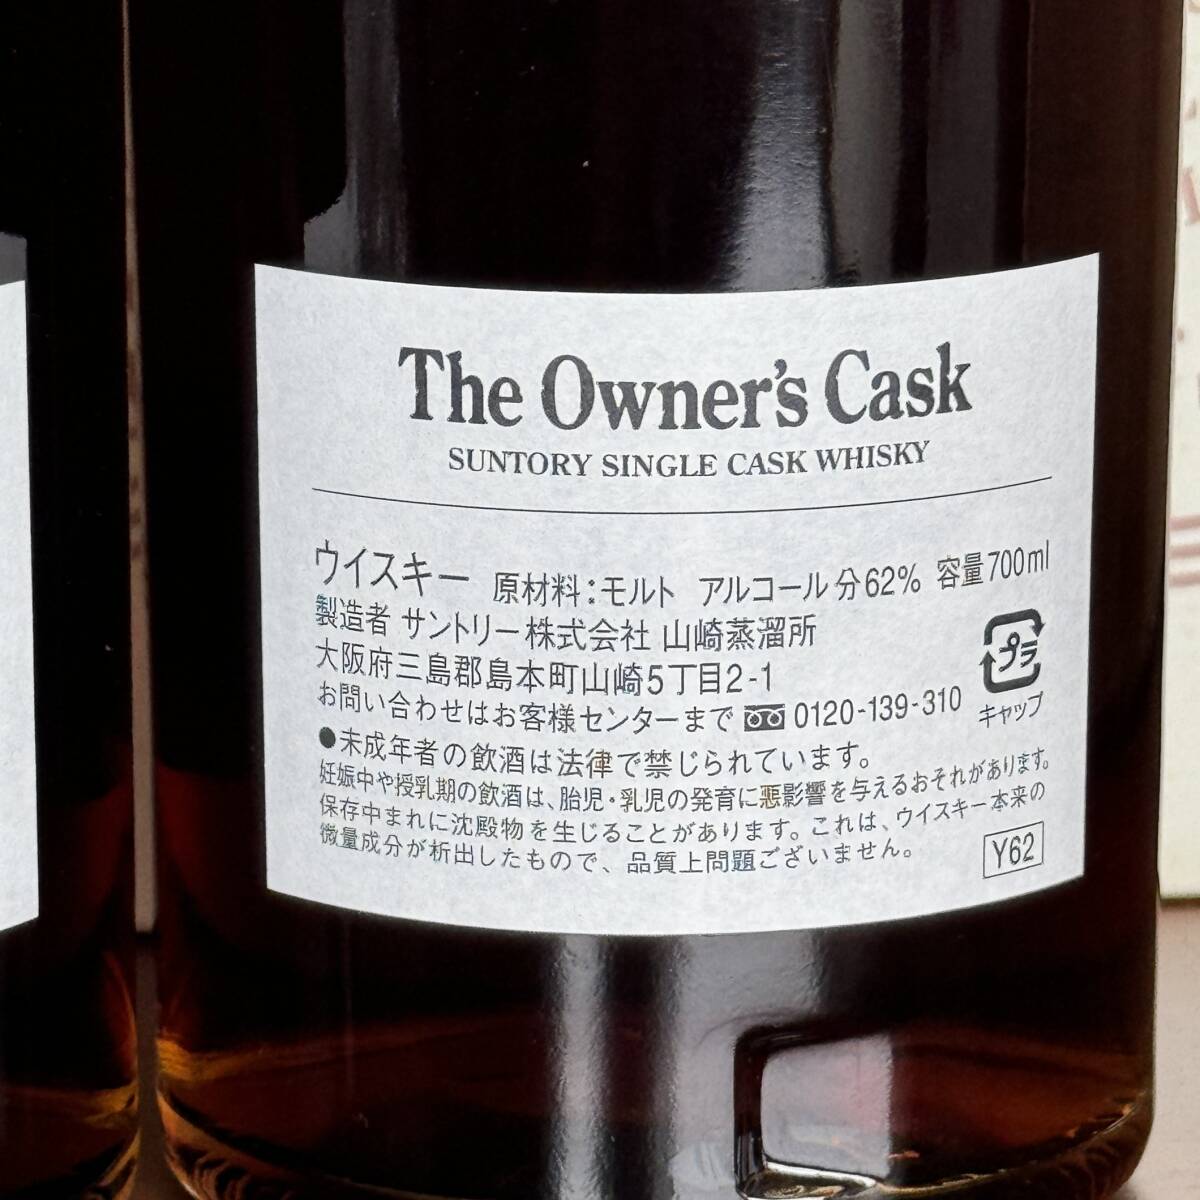 The Owner's Cask
SUNTORY SINGLE CASK WHISKY
ウイスキー 原材料：モルト アルコール分62% 容量700ml
製造者 サントリー株式会社 山崎蒸溜所
大阪府三島郡島本町山崎5丁目2-1
お問い合わせはお客様センターまで 0120-139-310
プラ
キャップ
●未成年者の飲酒は法律で禁じられています。
妊娠中や授乳期の飲酒は、胎児・乳児の発育に悪影響を与えるおそれがあります。
保存中まれに沈殿物を生じることがあります。これは、ウイスキー本来の
微量成分が析出したもので、品質上問題ございません。
Y62